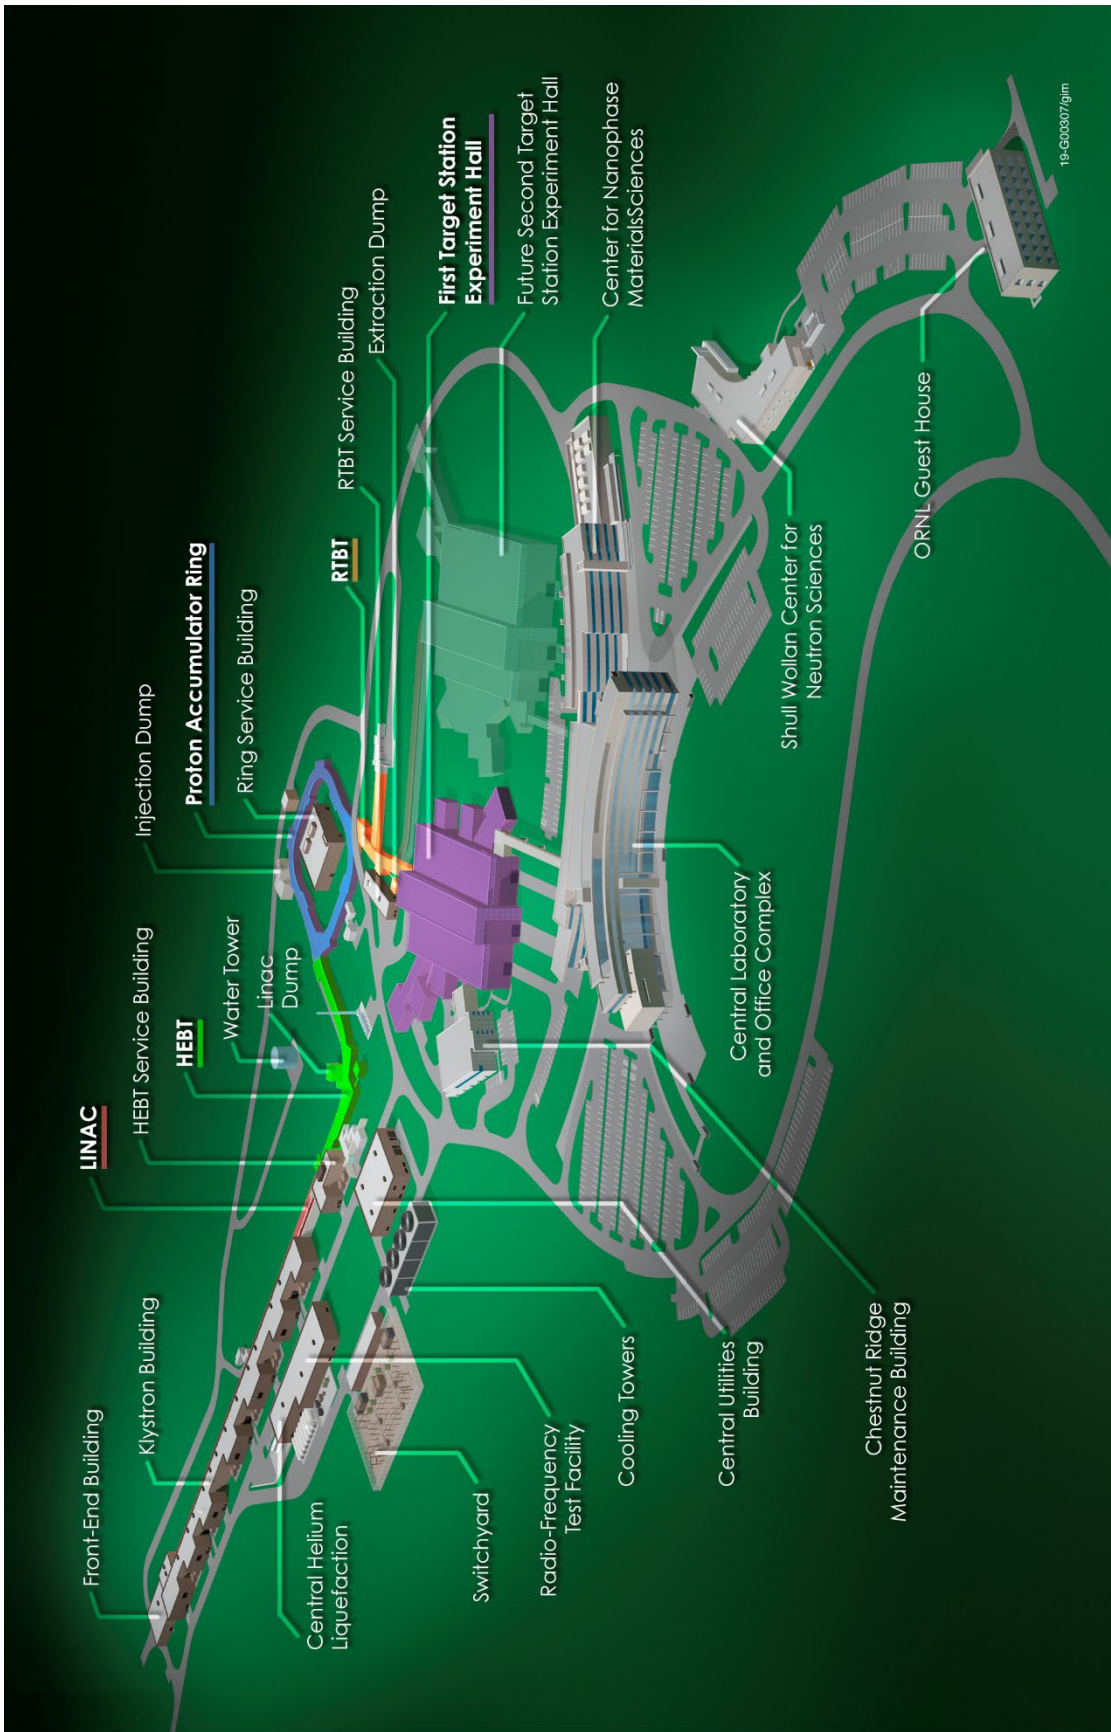 Front-End Building
Klystron Building
LINAC
HEBT Service Building
HEBT
Water Tower
Linac
Dump
Injection Dump
Proton Accumulator Ring
Ring Service Building
RTBT
RTBT Service Building
Extraction Dump
First Target Station
Experiment Hall
Future Second Target
Station Experiment Hall
Center for Nanophase
MaterialsSciences
Central Helium
Liquefaction
Switchyard
Radio-Frequency
Test Facility
Cooling Towers
Central Utilities
Building
Chestnut Ridge
Maintenance Building
Central Laboratory
and Office Complex
Shull Wollan Center for
Neutron Sciences
ORNL Guest House
19-G00307/gim